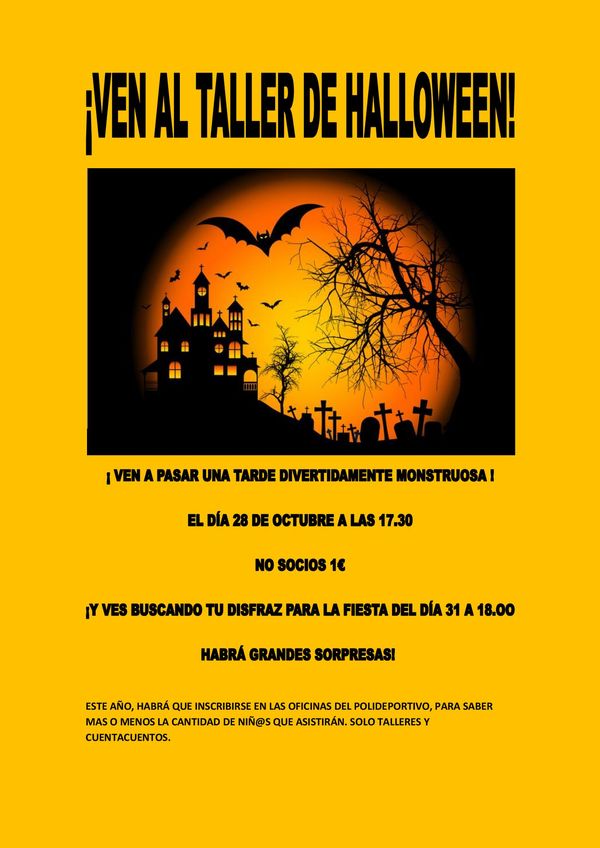 ¡VEN AL TALLER DE HALLOWEEN!
¡ VEN A PASAR UNA TARDE DIVERTIDAMENTE MONSTRUOSA !
EL DÍA 28 DE OCTUBRE A LAS 17.30
NO SOCIOS 1€
¡Y VES BUSCANDO TU DISFRAZ PARA LA FIESTA DEL DÍA 31 A 18.OO
HABRÁ GRANDES SORPRESAS!
ESTE AÑO, HABRÁ QUE INSCRIBIRSE EN LAS OFICINAS DEL POLIDEPORTIVO, PARA SABER
MAS O MENOS LA CANTIDAD DE NIÑ@S QUE ASISTIRÁN. SOLO TALLERES Y
CUENTACUENTOS.